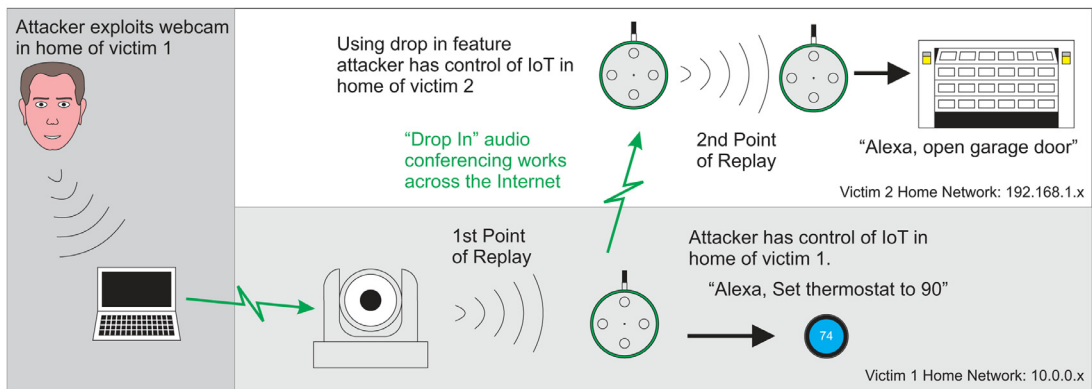 Attacker exploits webcam
in home of victim 1
Using drop in feature
attacker has control of IoT in
home of victim 2
“Drop In” audio
conferencing works
across the Internet
2nd Point
of Replay
“Alexa, open garage door”
Victim 2 Home Network: 192.168.1.x
1st Point
of Replay
Attacker has control of IoT in
home of victim 1.
“Alexa, Set thermostat to 90”
74
Victim 1 Home Network: 10.0.0.x